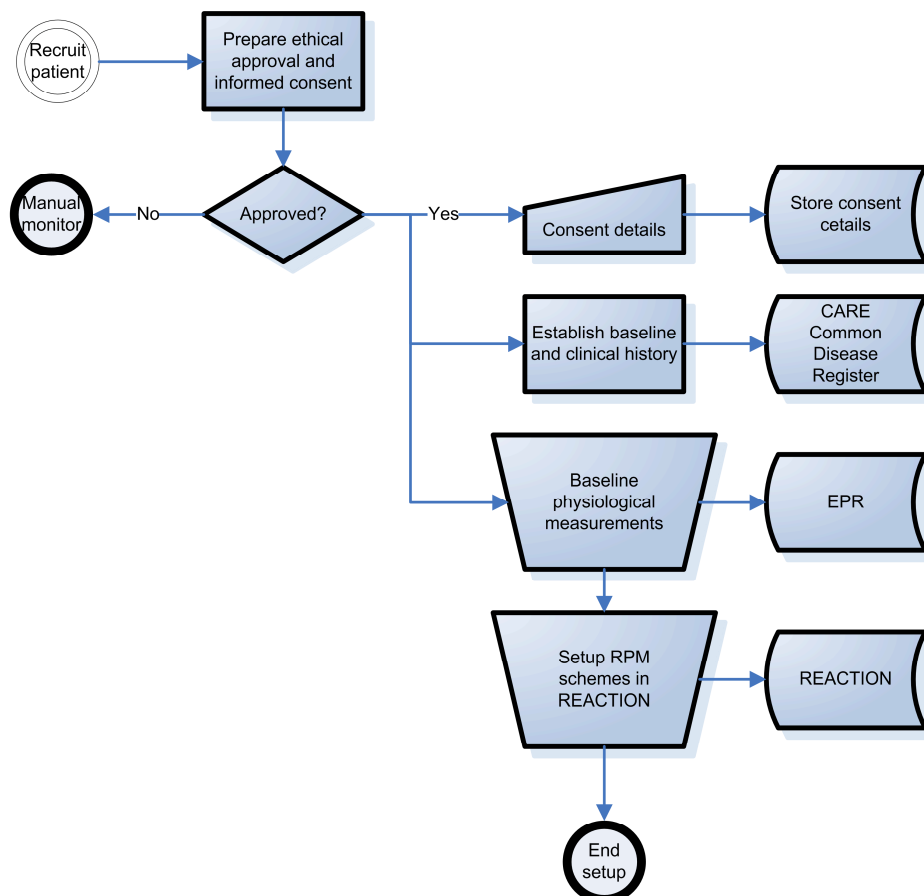 Recruit
patient
Prepare ethical
approval and
informed consent
Manual
monitor
No
Approved?
Yes
Consent details
Store consent
cetails
Establish baseline
and clinical history
CARE
Common
Disease
Register
Baseline
physiological
measurements
EPR
Setup RPM
schemes in
REACTION
REACTION
End
setup